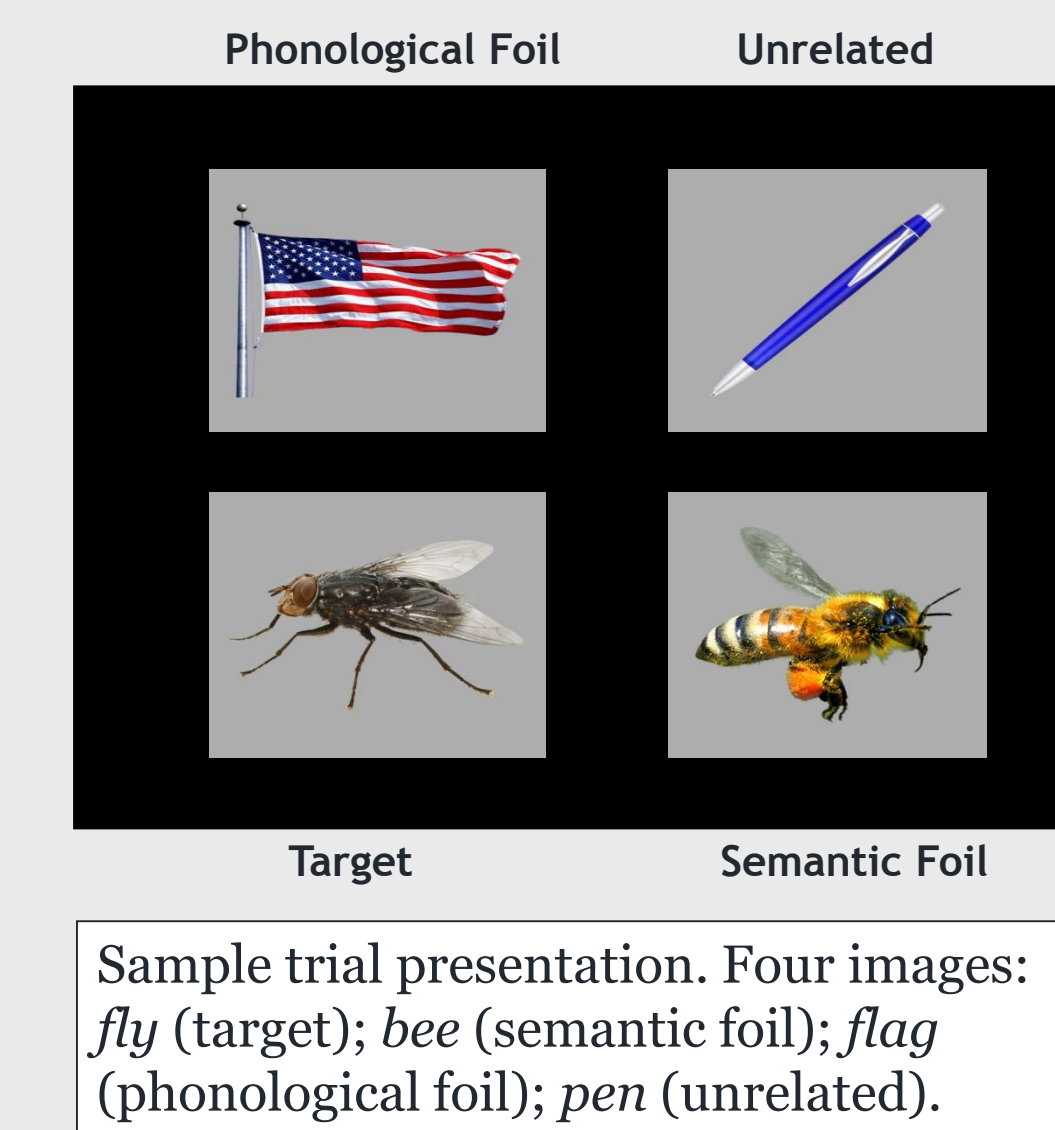 Phonological Foil Unrelated
Target Semantic Foil
Sample trial presentation. Four images:
fly (target); bee (semantic foil); flag
(phonological foil); pen (unrelated).